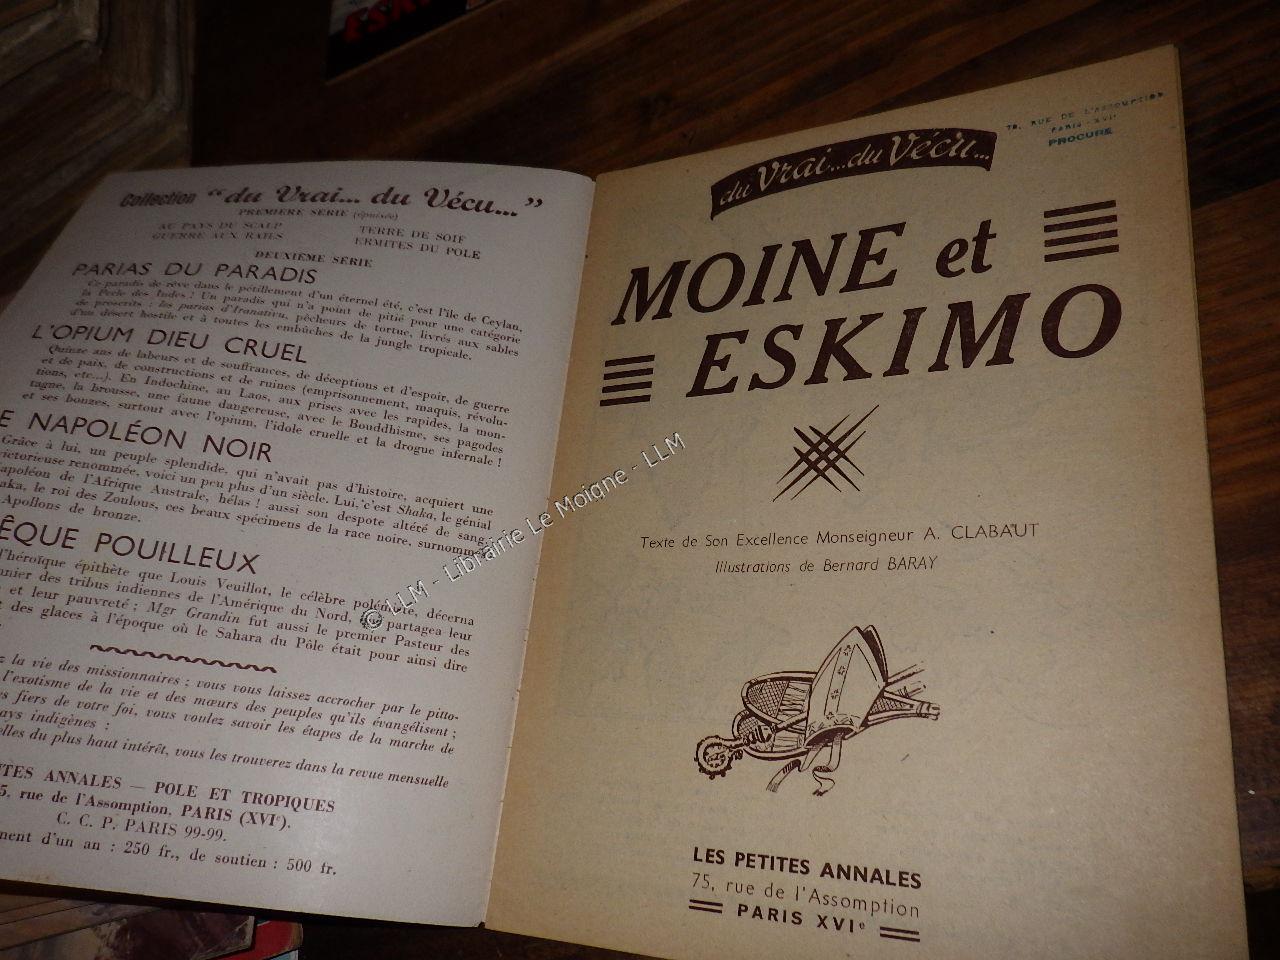 Collection "du Vrai... du Vécu..."
PREMIÈRE SÉRIE (épuisée)
AU PAYS DU SCALP
GUERRE AUX RATES
TERRE DE SOIF
ERMITES DU POLE
DEUXIÈME SÉRIE
PARIAS DU PARADIS
Ce paradis de rêve dans le pétillement d'un éternel été, c'est l'île de Ceylan,
la Perle des Indes ! Un paradis qui n'a point de pitié pour une catégorie
de proscrits : les parias d'Iranativu, pêcheurs de tortue, livrés aux sables
d'un désert hostile et à toutes les embûches de la jungle tropicale.
L'OPIUM DIEU CRUEL
Quinze ans de labeurs et de souffrances, de déceptions et d'espoir, de guerre
et de paix, de constructions et de ruines (emprisonnement, maquis, révolu-
tions, etc...). En Indochine, au Laos, aux prises avec les rapides, la mon-
tagne, la brousse, une faune dangereuse, avec le Bouddhisme, ses pagodes
et ses bonzes, surtout avec l'opium, l'idole cruelle et la drogue infernale !
E NAPOLÉON NOIR
Grâce à lui, un peuple splendide, qui n'avait pas d'histoire, acquiert une
victorieuse renommée, voici un peu plus d'un siècle. Lui, c'est Shaka, le génial
apoléon de l'Afrique Australe, hélas ! aussi son despote altéré de sang.
aka, le roi des Zoulous, ces beaux spécimens de la race noire, surnommés
Apollons de bronze.
ÊQUE POUILLEUX
l'héroïque épithète que Louis Veuillot, le célèbre polémiste, décerna
nier des tribus indiennes de l'Amérique du Nord, partagea leur
et leur pauvreté ; Mgr Grandin fut aussi le premier Pasteur des
des glaces à l'époque où le Sahara du Pôle était pour ainsi dire
z la vie des missionnaires ; vous vous laissez accrocher par le pitto-
l'exotisme de la vie et des mœurs des peuples qu'ils évangélisent ;
s fiers de votre foi, vous voulez savoir les étapes de la marche de
ays indigènes ;
elles du plus haut intérêt, vous les trouverez dans la revue mensuelle
TES ANNALES — POLE ET TROPIQUES
5, rue de l'Assomption, PARIS (XVIe).
C. C. P. PARIS 99-99.
nent d'un an : 250 fr., de soutien : 500 fr.
RUE DE L'ASSOMPTION
PARIS - XVIe
PROCURE
du Vrai...du Vécu...
MOINE et
ESKIMO
Texte de Son Excellence Monseigneur A. CLABAUT
Illustrations de Bernard BARAY
LES PETITES ANNALES
75, rue de l'Assomption
PARIS XVIe
© LLM - Librairie Le Moigne - LLM